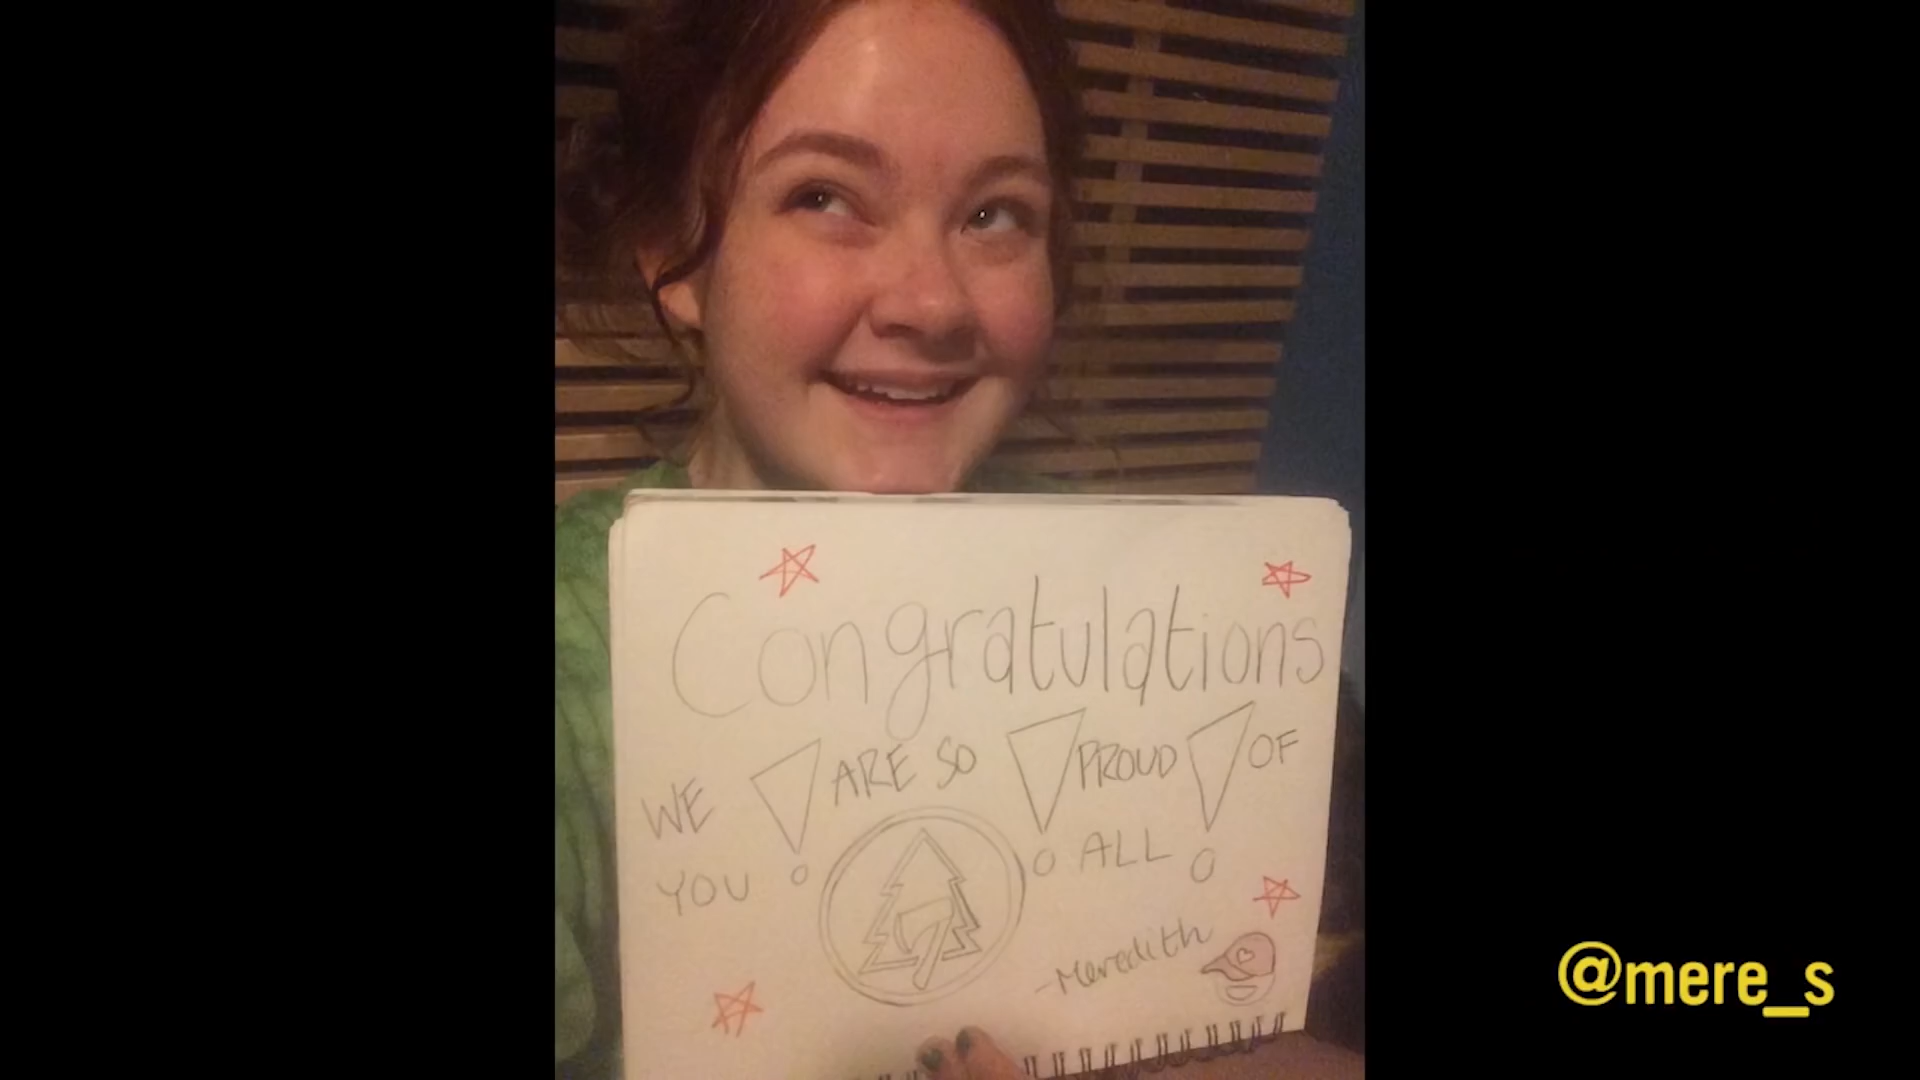 Congratulations
WE ARE SO PROUD OF
YOU ALL
-Meredith
@mere_s